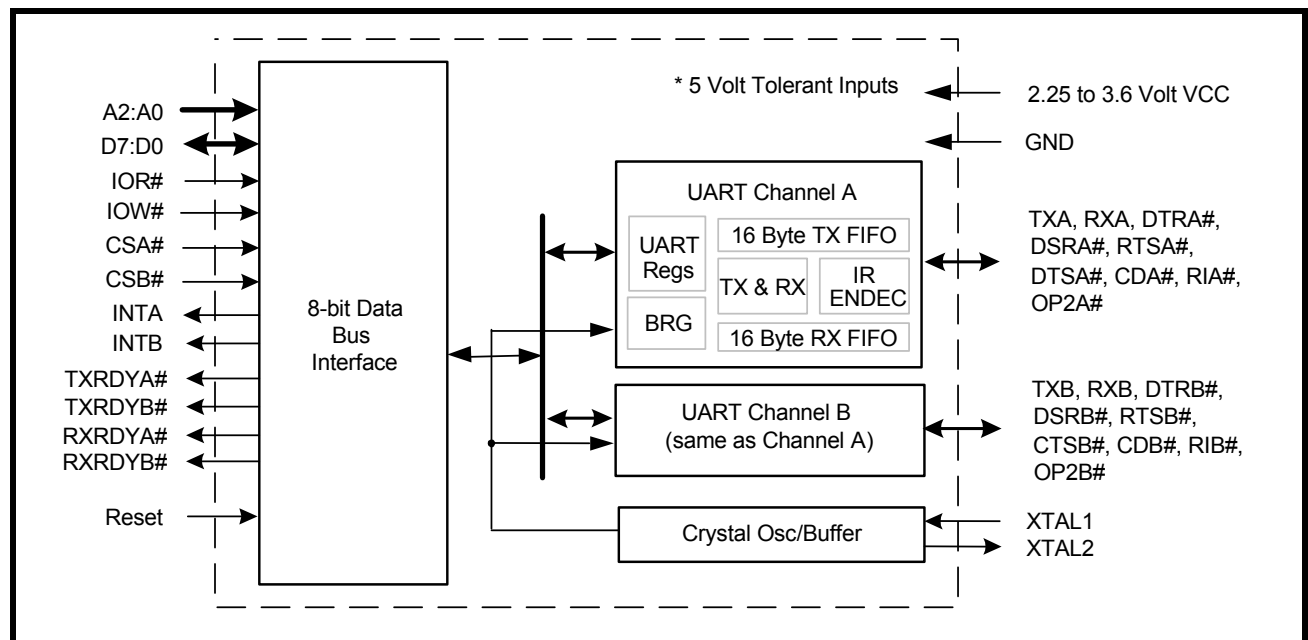 A2:A0
D7:D0
IOR#
IOW#
CSA#
CSB#
INTA
INTB
TXRDYA#
TXRDYB#
RXRDYA#
RXRDYB#
Reset
8-bit Data
Bus
Interface
* 5 Volt Tolerant Inputs
2.25 to 3.6 Volt VCC
GND
UART Channel A
UART
Regs
BRG
16 Byte TX FIFO
TX & RX
IR
ENDEC
16 Byte RX FIFO
TXA, RXA, DTRA#,
DSRA#, RTSA#,
DTSA#, CDA#, RIA#,
OP2A#
UART Channel B
(same as Channel A)
TXB, RXB, DTRB#,
DSRB#, RTSB#,
CTSB#, CDB#, RIB#,
OP2B#
Crystal Osc/Buffer
XTAL1
XTAL2